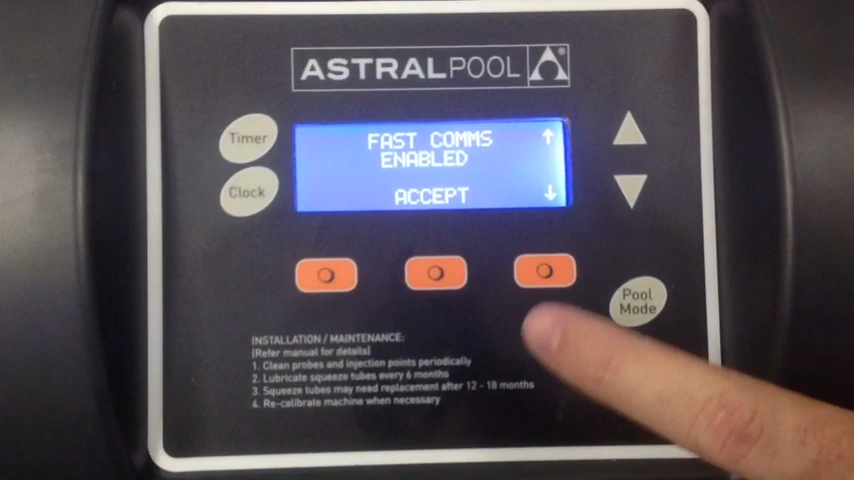 ASTRALPOOL
Timer
Clock
FAST COMMS ↑
ENABLED
ACCEPT ↓
Pool
Mode
INSTALLATION / MAINTENANCE:
(Refer manual for details)
1. Clean probes and injection points periodically
2. Lubricate squeeze tubes every 6 months
3. Squeeze tubes may need replacement after 12 - 18 months
4. Re-calibrate machine when necessary